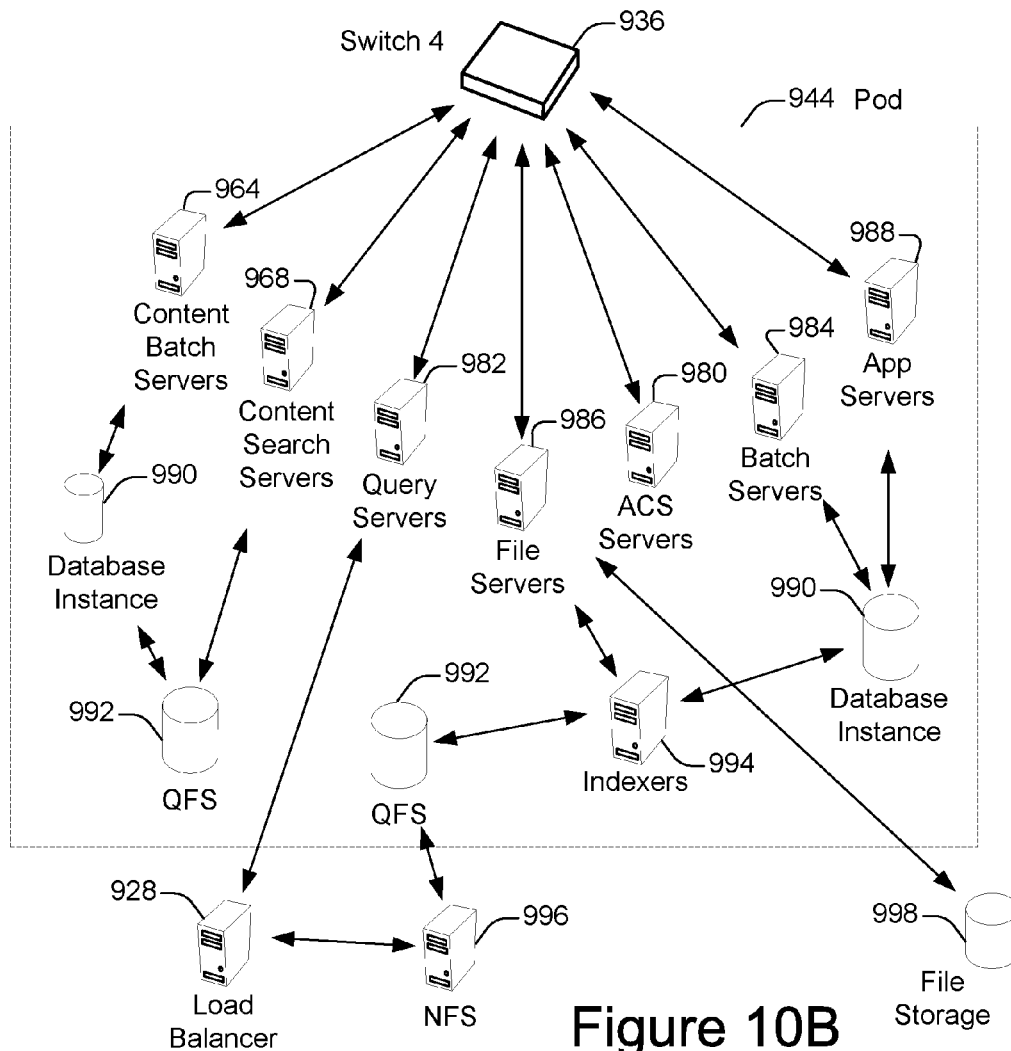 Switch 4
936
944 Pod
964
Content
Batch
Servers
968
Content
Search
Servers
982
Query
Servers
986
File
Servers
980
ACS
Servers
984
Batch
Servers
988
App
Servers
990
Database
Instance
990
Database
Instance
992
QFS
992
QFS
994
Indexers
928
Load
Balancer
996
NFS
998
File
Storage
Figure 10B